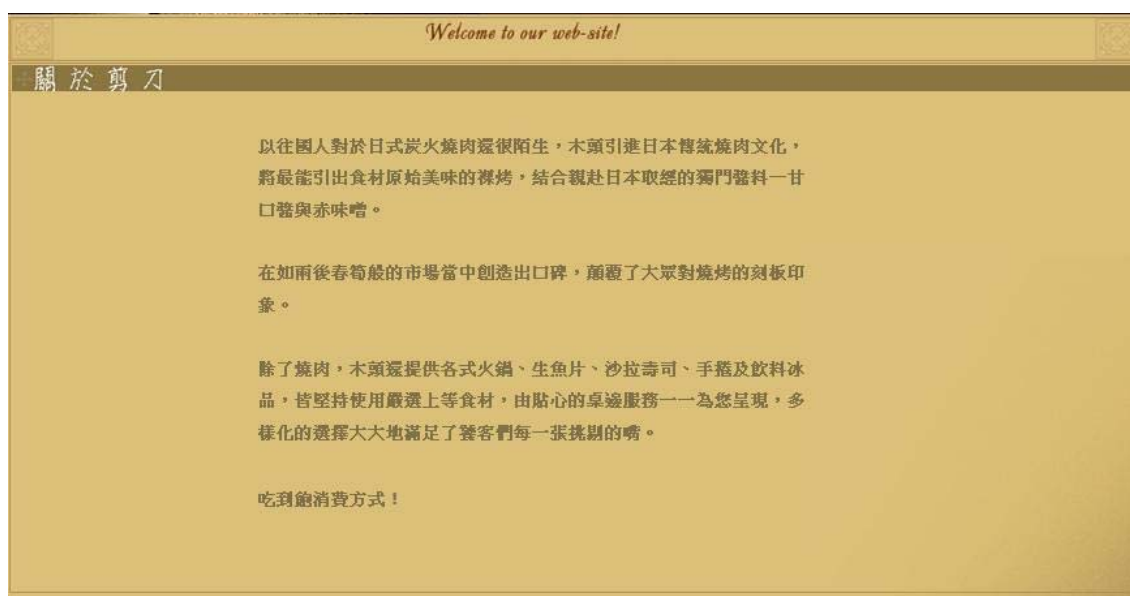 Welcome to our web-site!
關於剪刀
以往國人對於日式炭火燒肉還很陌生，木頭引進日本傳統燒肉文化，
將最能引出食材原始美味的裸烤，結合親赴日本取經的獨門醬料一甘
口醬與赤味噌。
在如雨後春筍般的市場當中創造出口碑，顛覆了大眾對燒烤的刻板印
象。
除了燒肉，木頭還提供各式火鍋、生魚片、沙拉壽司、手捲及飲料冰
品，皆堅持使用嚴選上等食材，由貼心的桌邊服務一一為您呈現，多
樣化的選擇大大地滿足了饕客們每一張挑剔的嘴。
吃到飽消費方式！